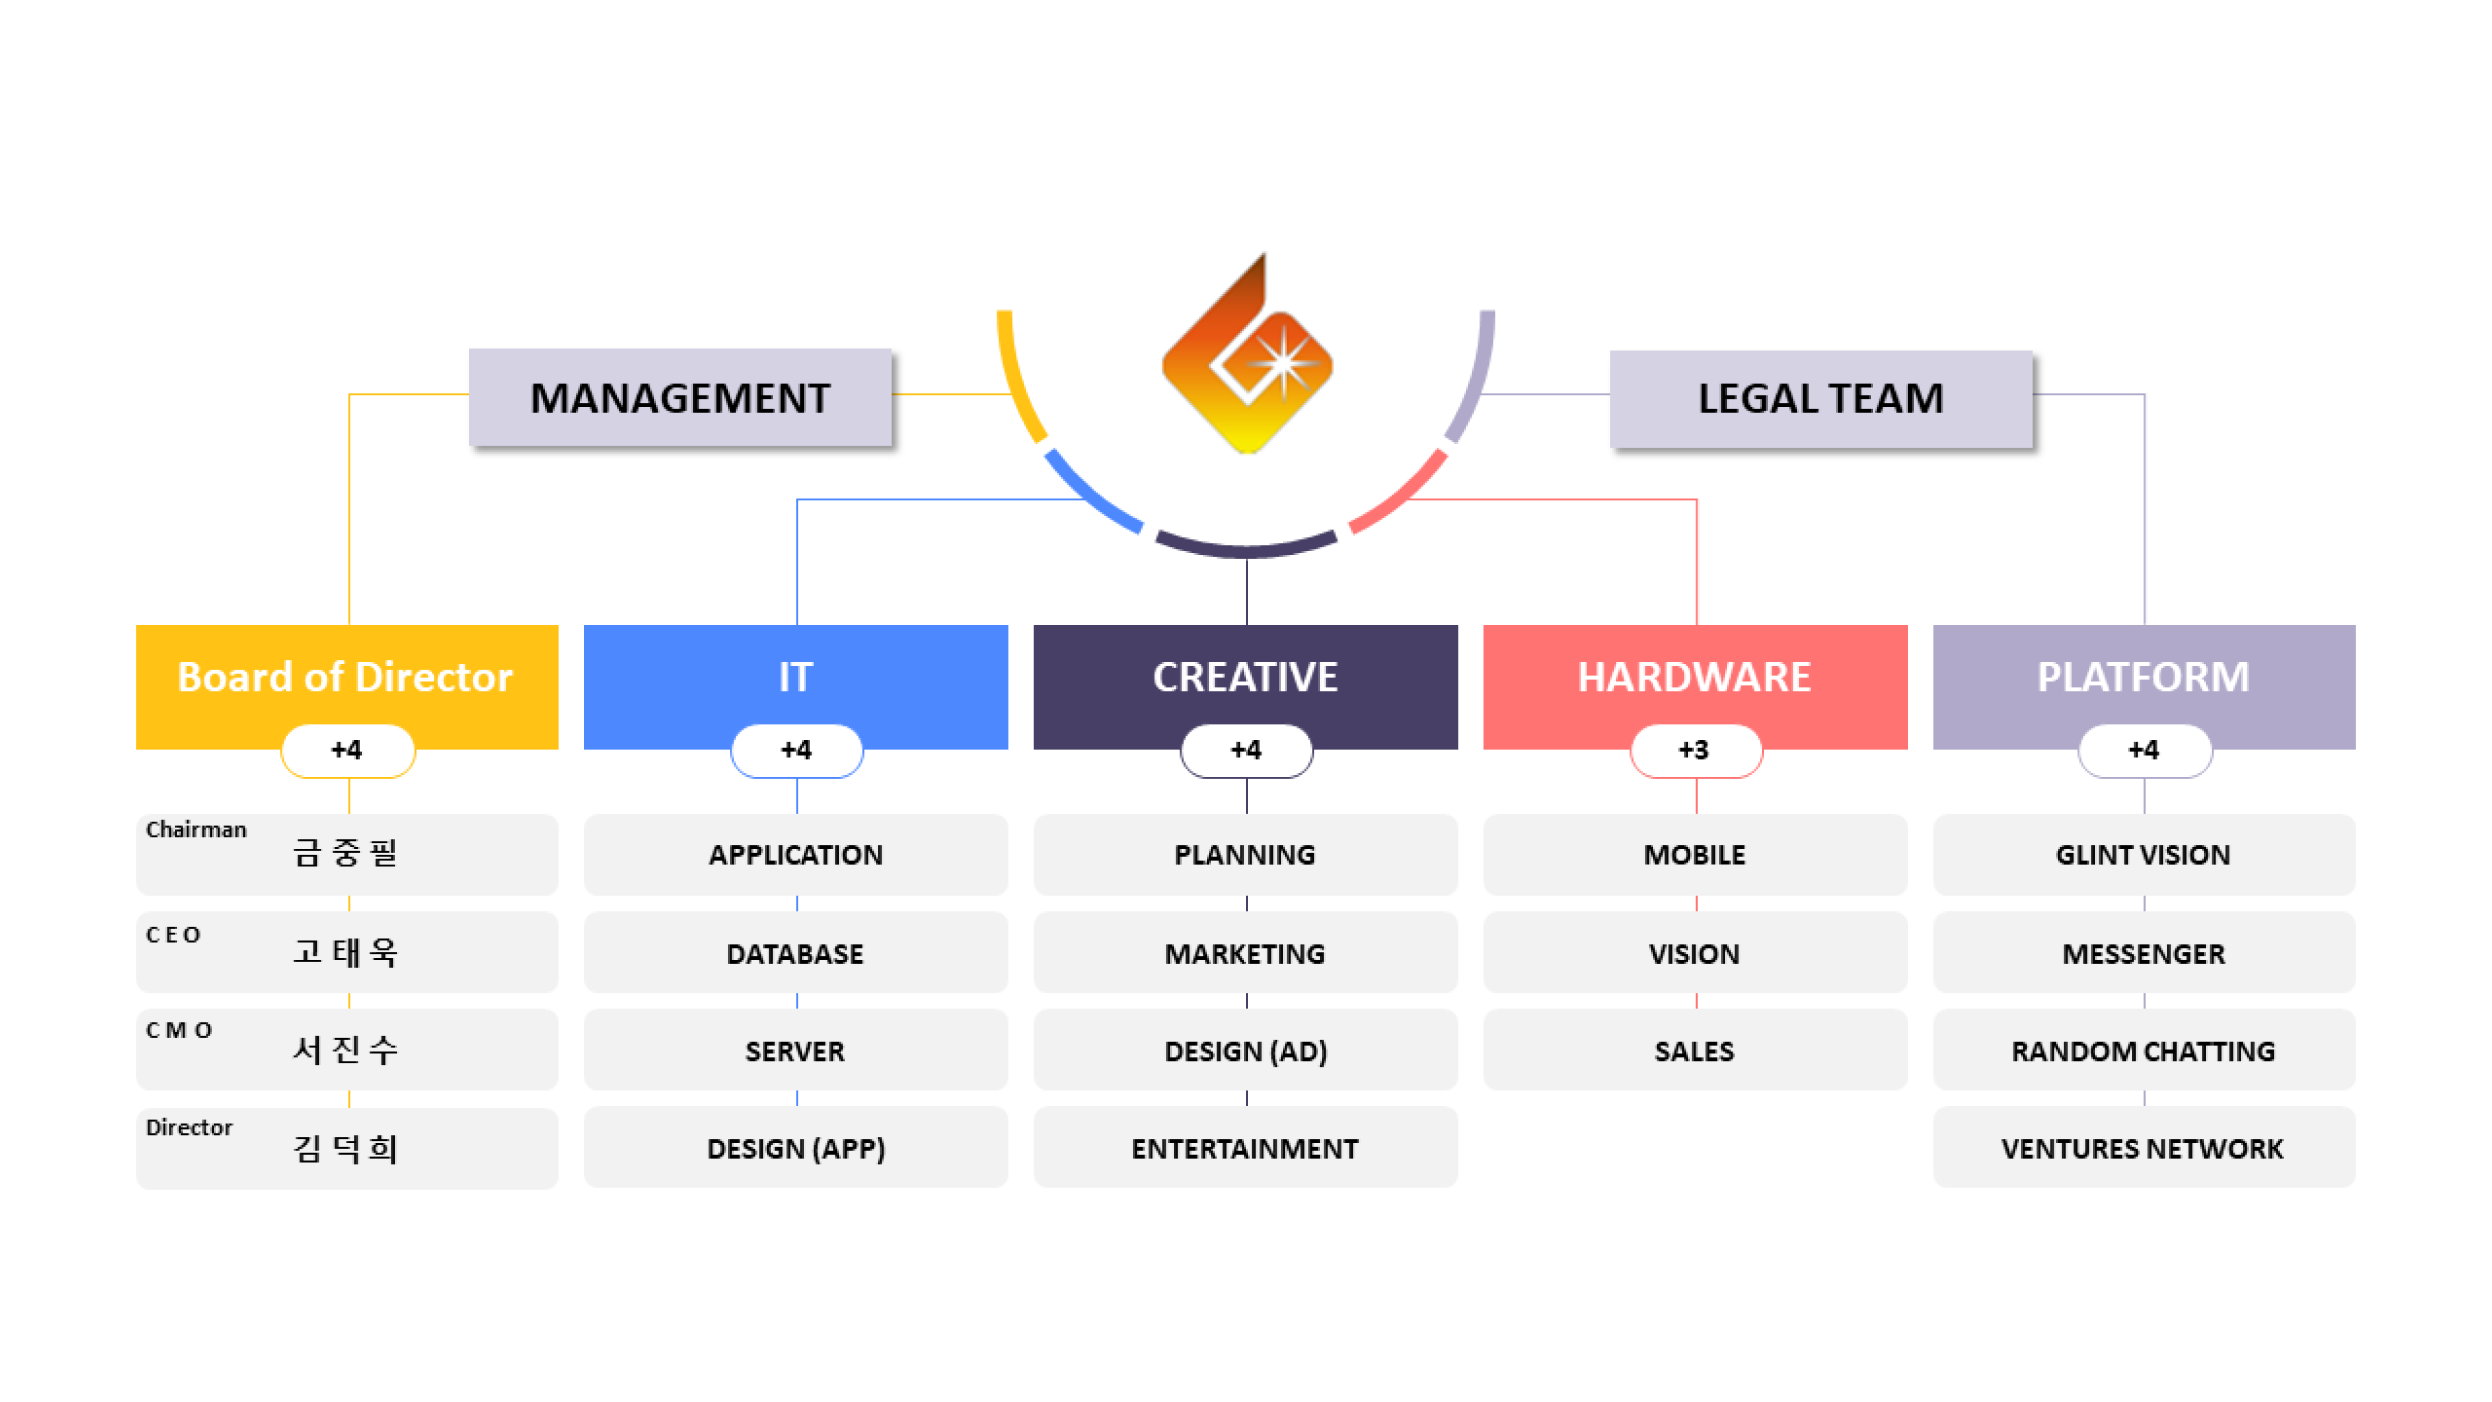 MANAGEMENT
LEGAL TEAM
Board of Director
+4
Chairman
금 중 필
C E O
고 태 욱
C M O
서 진 수
Director
김 덕 희
IT
+4
APPLICATION
DATABASE
SERVER
DESIGN (APP)
CREATIVE
+4
PLANNING
MARKETING
DESIGN (AD)
ENTERTAINMENT
HARDWARE
+3
MOBILE
VISION
SALES
PLATFORM
+4
GLINT VISION
MESSENGER
RANDOM CHATTING
VENTURES NETWORK